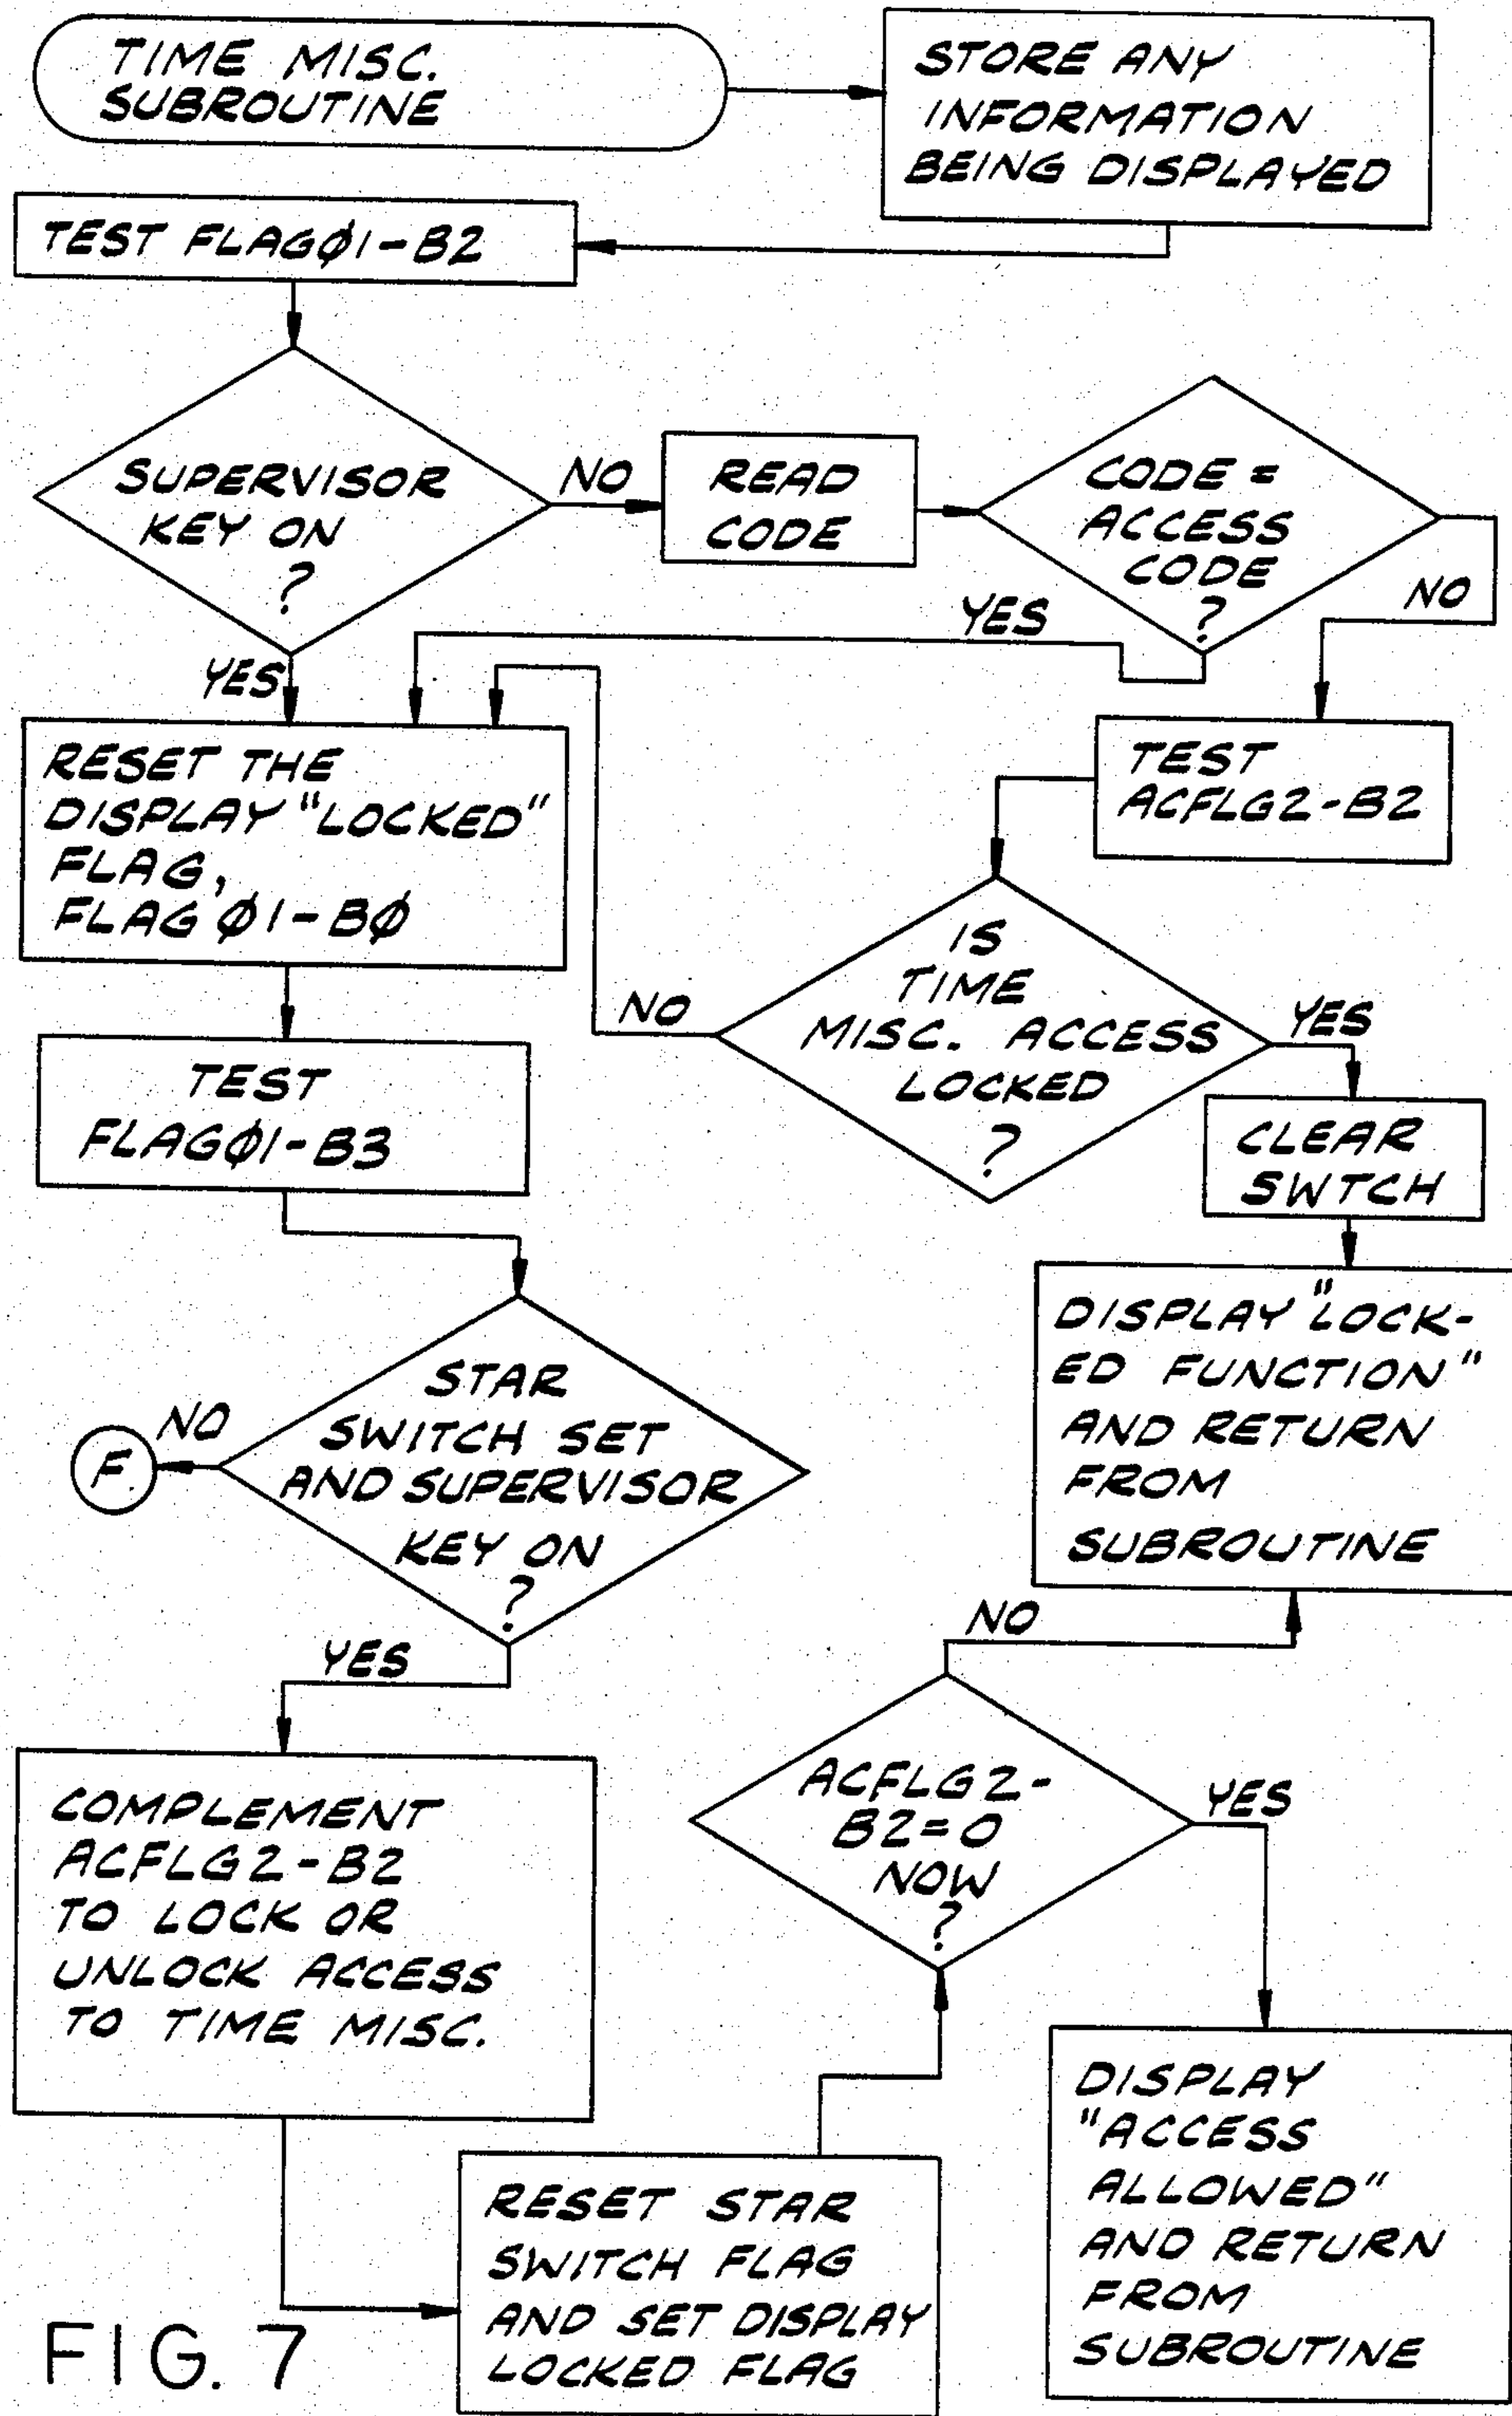 TIME MISC.
SUBROUTINE
STORE ANY
INFORMATION
BEING DISPLAYED
TEST FLAGØ1-B2
SUPERVISOR
KEY ON
?
NO
READ
CODE
CODE =
ACCESS
CODE
?
NO
YES
YES
RESET THE
DISPLAY "LOCKED"
FLAG,
FLAG Ø1-BØ
TEST
ACFLG2-B2
IS
TIME
MISC. ACCESS
LOCKED
?
NO
YES
TEST
FLAGØ1-B3
CLEAR
SWTCH
DISPLAY "LOCK-
ED FUNCTION"
AND RETURN
FROM
SUBROUTINE
STAR
SWITCH SET
AND SUPERVISOR
KEY ON
?
NO
F.
YES
NO
COMPLEMENT
ACFLG2-B2
TO LOCK OR
UNLOCK ACCESS
TO TIME MISC.
ACFLG2-
B2=0
NOW
?
YES
RESET STAR
SWITCH FLAG
AND SET DISPLAY
LOCKED FLAG
DISPLAY
"ACCESS
ALLOWED"
AND RETURN
FROM
SUBROUTINE
FIG. 7